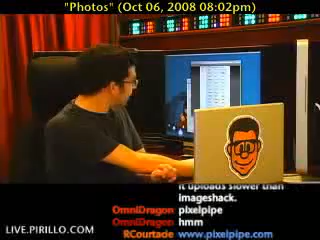 "Photos" (Oct 06, 2008 08:02pm)
it uploads slower than
imageshack.
OmniDragon pixelpipe
OmniDragon hmm
RCourtade www.pixelpipe.com
LIVE.PIRILLO.COM